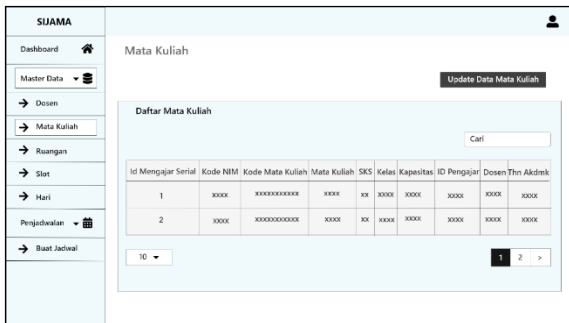 SIJAMA
Dashboard
Master Data
Dosen
Mata Kuliah
Ruangan
Slot
Hari
Penjadwalan
Buat Jadwal
Mata Kuliah
Update Data Mata Kuliah
Daftar Mata Kuliah
Cari
Id Mengajar Serial Kode NIM Kode Mata Kuliah Mata Kuliah SKS Kelas Kapasitas ID Pengajar Dosen Thn Akdmk
1 xxxx xxxxxxxxxxx xxxx xx xxxx xxxx xxxx xxxx xxxx
2 xxxx xxxxxxxxxxx xxxx xx xxxx xxxx xxxx xxxx xxxx
10
1 2 >